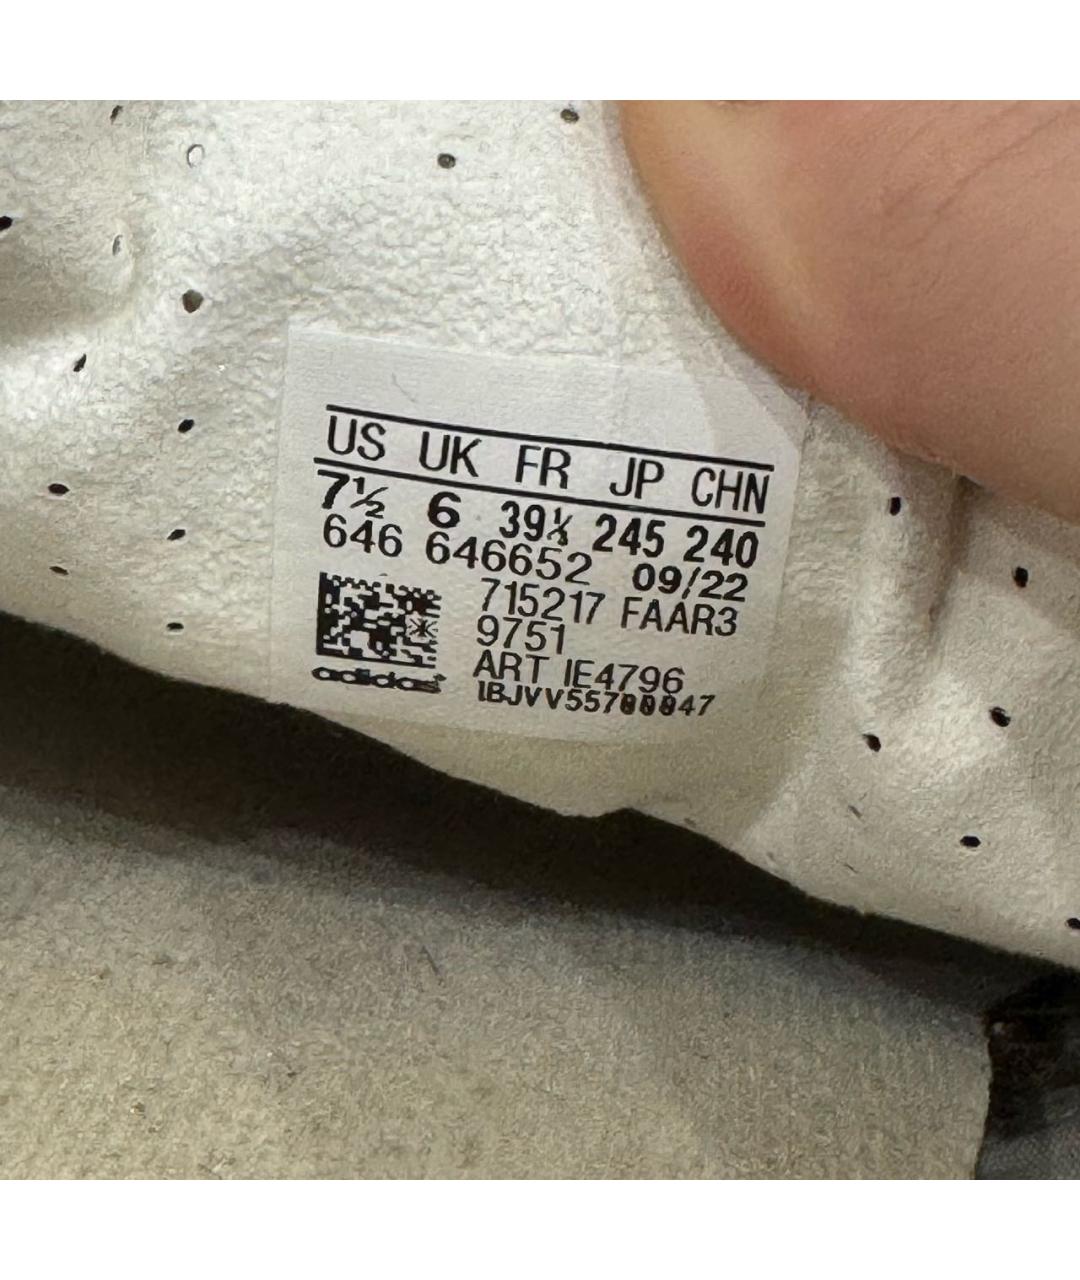 US UK FR JP CHN
7½ 6 39⅓ 245 240
646 646652 09/22
715217 FAAR3
9751
ART IE4796
adidas